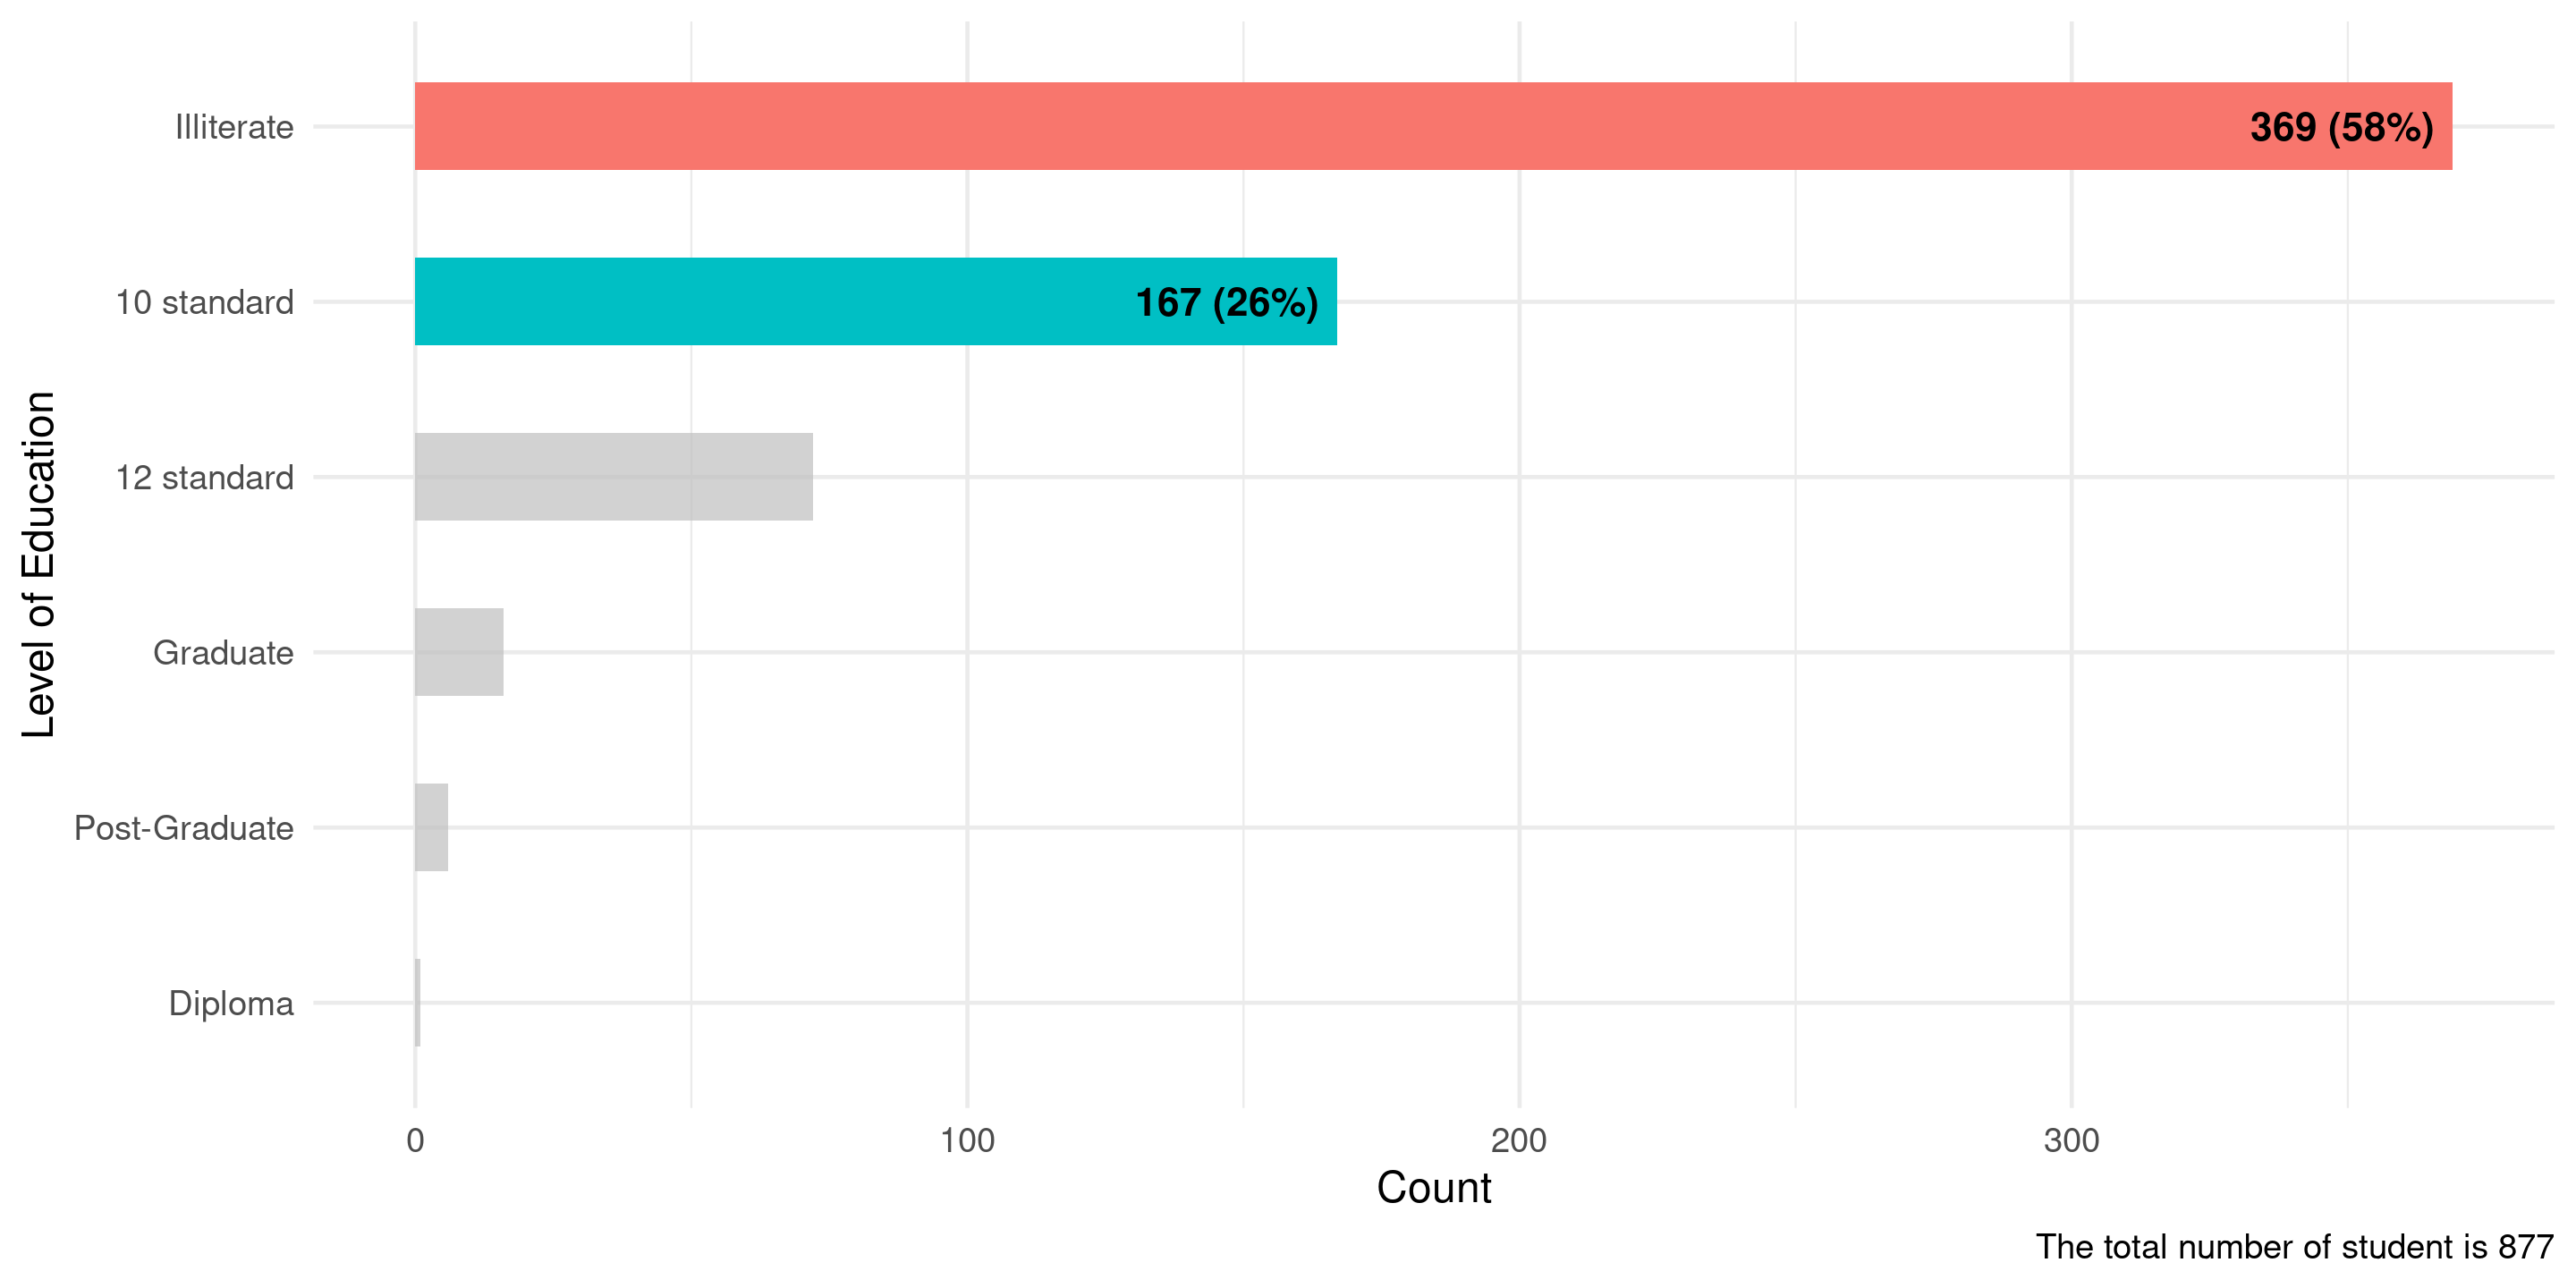 Illiterate
369 (58%)
10 standard
167 (26%)
12 standard
Graduate
Post-Graduate
Diploma
Level of Education
0 100 200 300
Count
The total number of student is 877